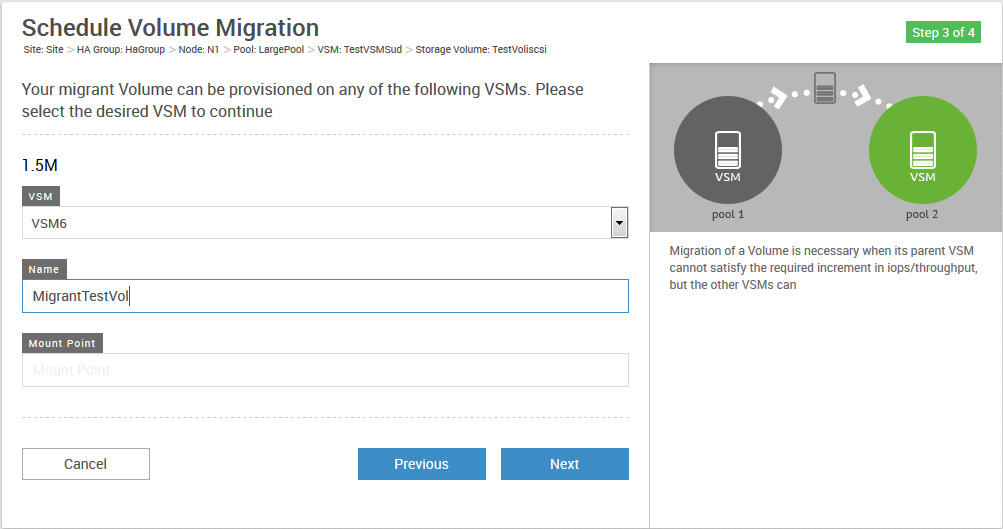 Schedule Volume Migration
Site: Site > HA Group: HaGroup > Node: N1 > Pool: LargePool > VSM: TestVSMSud > Storage Volume: TestVoliscsi
Step 3 of 4
Your migrant Volume can be provisioned on any of the following VSMs. Please
select the desired VSM to continue
1.5M
VSM
VSM6
Name
MigrantTestVol
Mount Point
Mount Point
Cancel
Previous
Next
VSM
VSM
pool 1
pool 2
Migration of a Volume is necessary when its parent VSM
cannot satisfy the required increment in iops/throughput,
but the other VSMs can